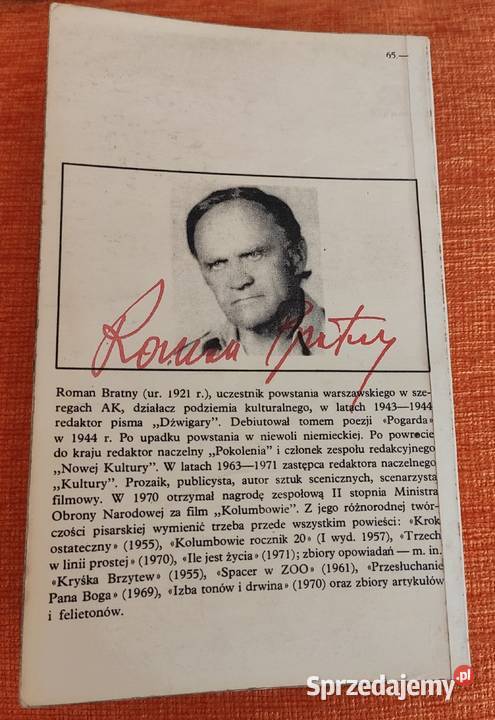 65.—
Roman Bratny
Roman Bratny (ur. 1921 r.), uczestnik powstania warszawskiego w sze-
regach AK, działacz podziemia kulturalnego, w latach 1943—1944
redaktor pisma ,,Dźwigary”. Debiutował tomem poezji «Pogarda»
w 1944 r. Po upadku powstania w niewoli niemieckiej. Po powrocie
do kraju redaktor naczelny ,,Pokolenia” i członek zespołu redakcyjnego
,,Nowej Kultury”. W latach 1963—1971 zastępca redaktora naczelnego
,,Kultury”. Prozaik, publicysta, autor sztuk scenicznych, scenarzysta
filmowy. W 1970 otrzymał nagrodę zespołową II stopnia Ministra
Obrony Narodowej za film „Kolumbowie”. Z jego różnorodnej twór-
czości pisarskiej wymienić trzeba przede wszystkim powieści: «Krok
ostateczny» (1955), «Kolumbowie rocznik 20» (I wyd. 1957), «Trzech
w linii prostej» (1970), «Ile jest życia» (1971); zbiory opowiadań — m. in.
«Kryśka Brzytew» (1955), «Spacer w ZOO» (1961), «Przesłuchanie
Pana Boga» (1969), «Izba tonów i drwina» (1970) oraz zbiory artykułów
i felietonów.
Sprzedajemy.pl